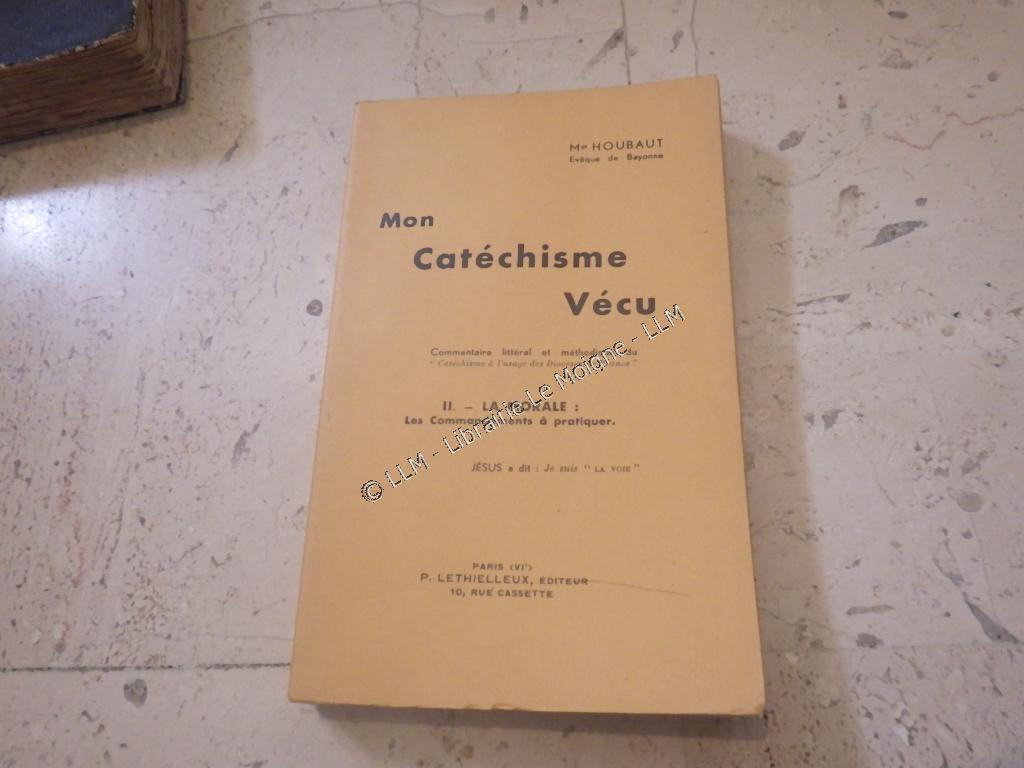 Mgr HOUBAUT
Evêque de Bayonne
Mon
Catéchisme
Vécu
Commentaire littéral et méthodique du
" Catéchisme à l'usage des Diocèses de France "
II. — LA MORALE :
Les Commandements à pratiquer.
JÉSUS a dit : Je suis " LA VOIE "
© LLM - Librairie Le Moigne - LLM
PARIS (VIe)
P. LETHIELLEUX, ÉDITEUR
10, RUE CASSETTE